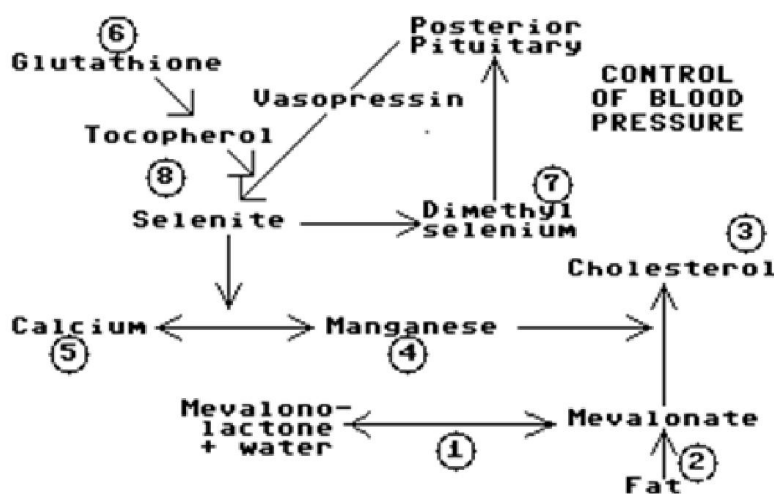 6
Glutathione
Posterior
Pituitary
CONTROL
OF BLOOD
PRESSURE
Vasopressin
Tocopherol
8
7
Selenite
Dimethyl
selenium
3
Cholesterol
Calcium
5
Manganese
4
Mevalono-
lactone
+ water
1
Mevalonate
2
Fat